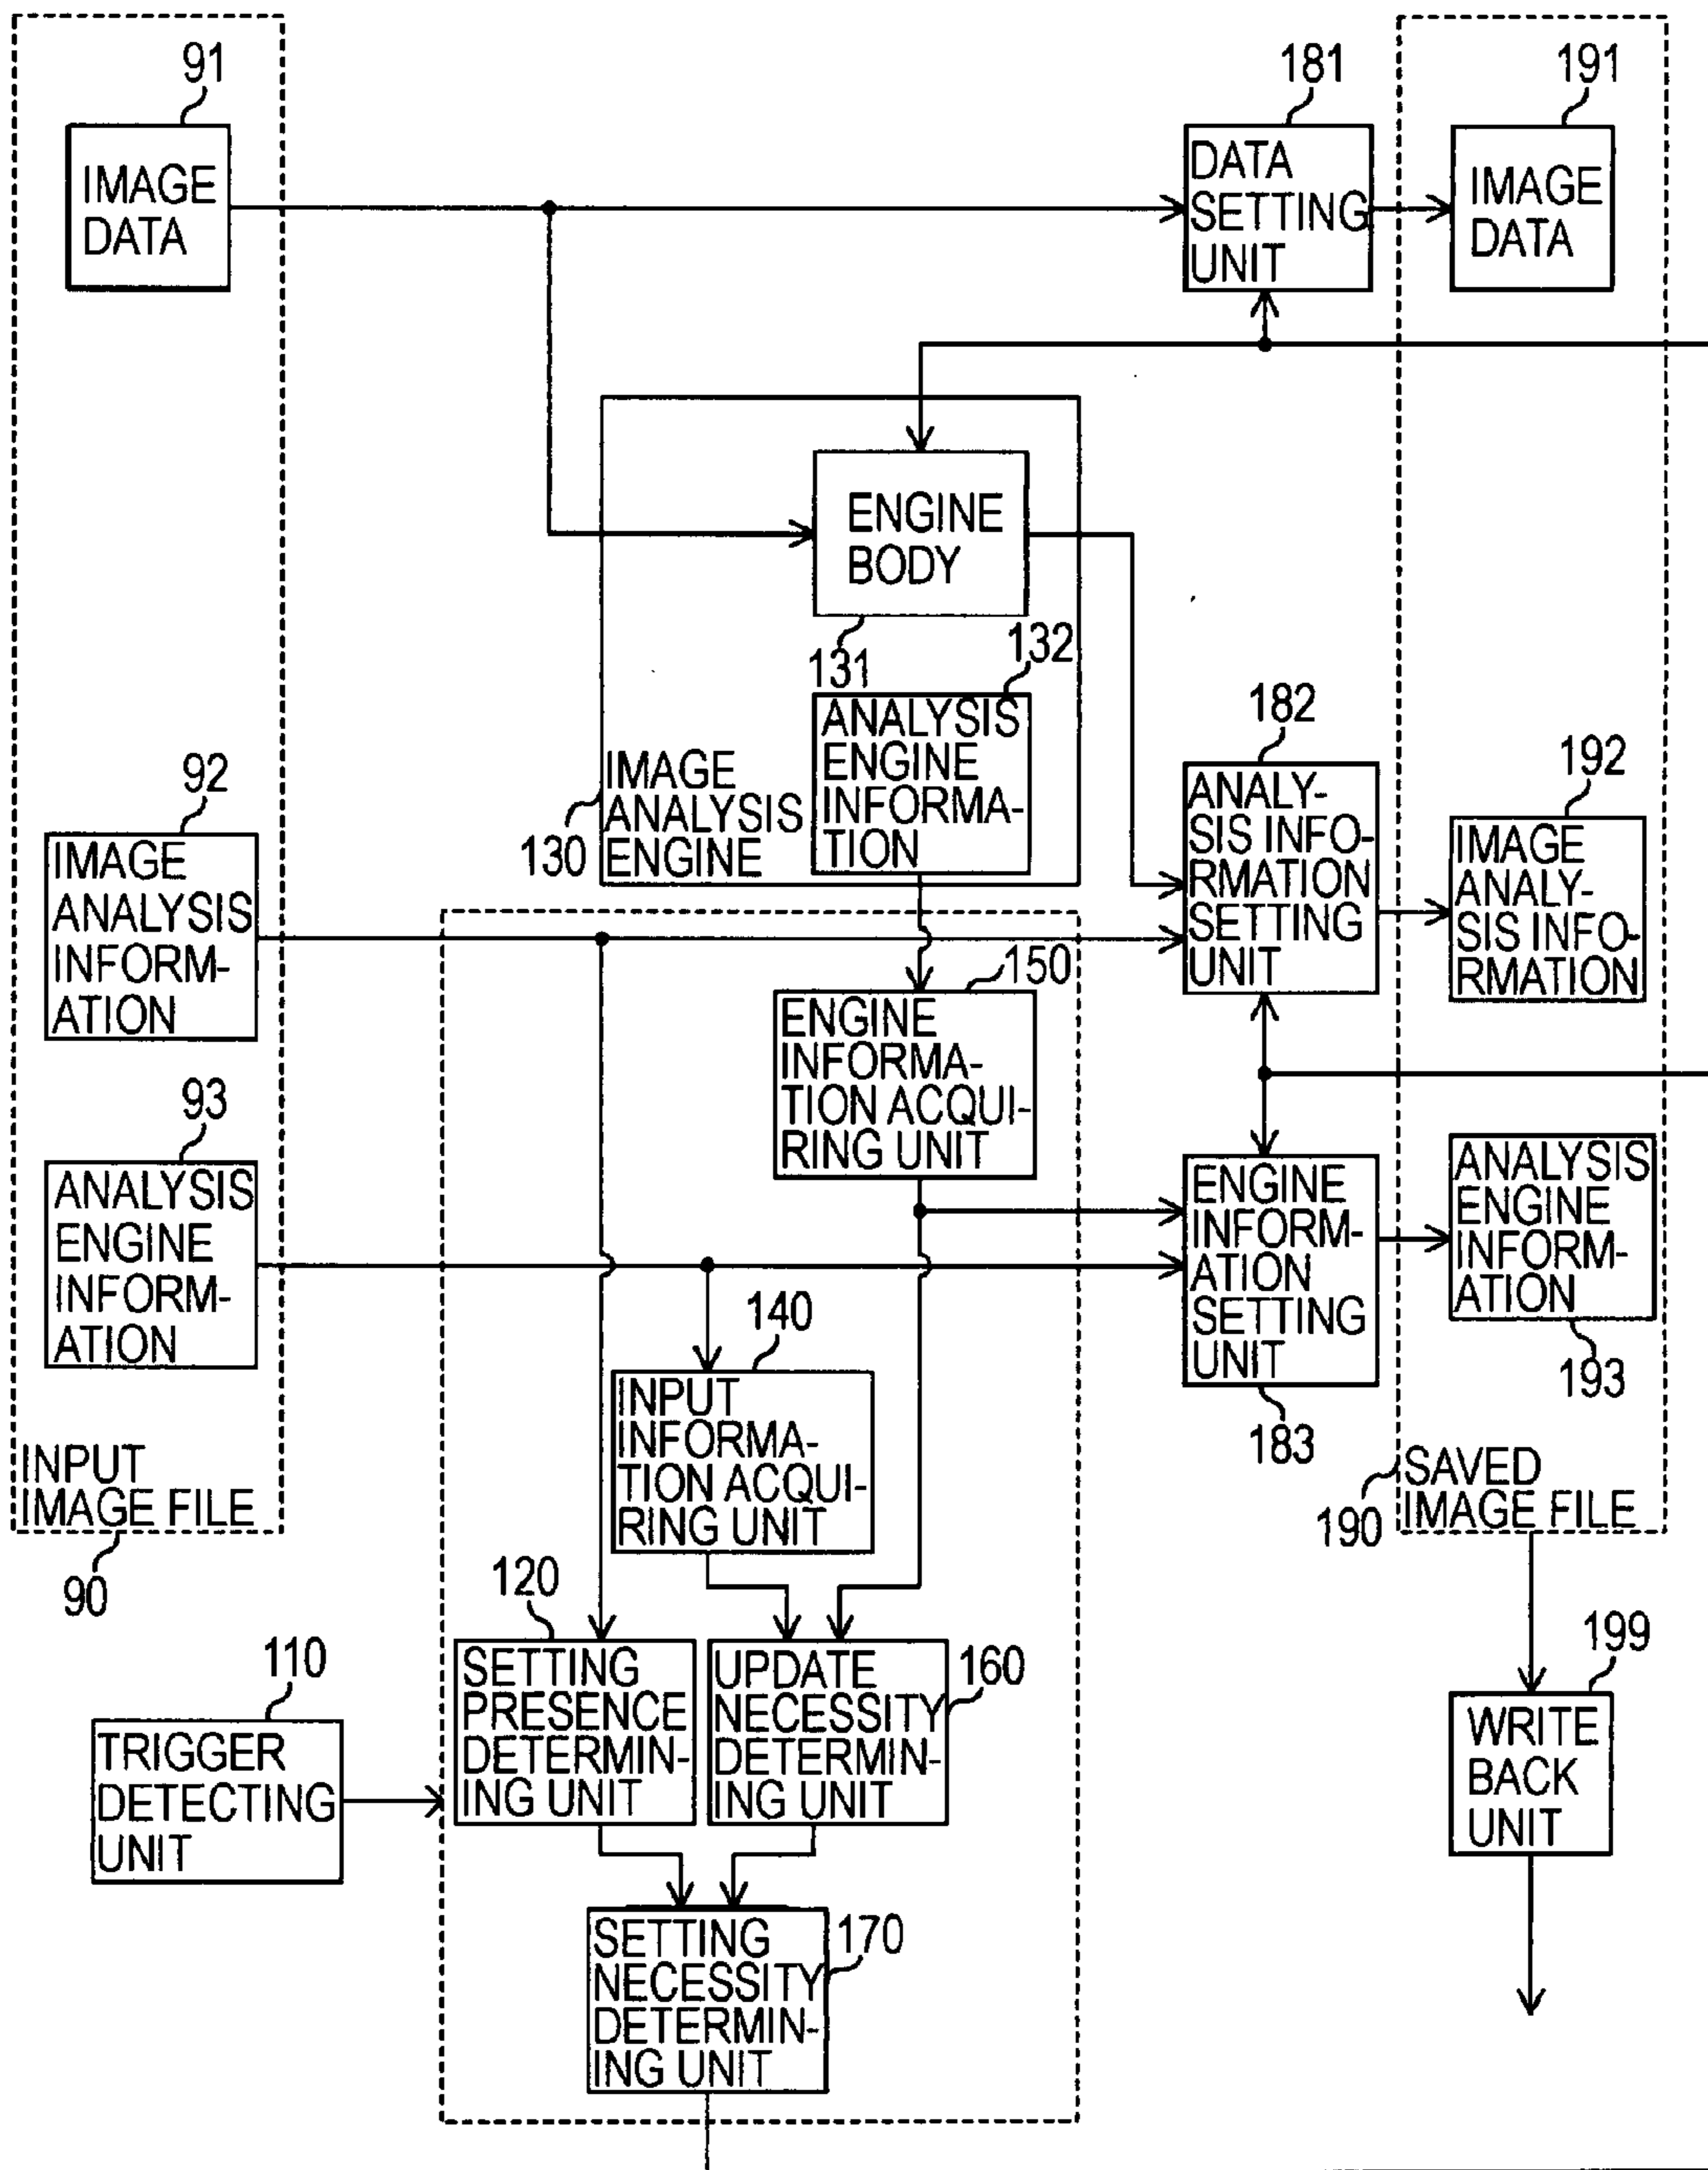 91
IMAGE
DATA
181
DATA
SETTING
UNIT
191
IMAGE
DATA
ENGINE
BODY
131
132
ANALYSIS
ENGINE
INFORMA-
TION
IMAGE
ANALYSIS
ENGINE
130
92
IMAGE
ANALYSIS
INFORM-
ATION
182
ANALY-
SIS INFO-
RMATION
SETTING
UNIT
192
IMAGE
ANALY-
SIS INFO-
RMATION
150
ENGINE
INFORMA-
TION ACQUI-
RING UNIT
93
ANALYSIS
ENGINE
INFORM-
ATION
ENGINE
INFORM-
ATION
SETTING
UNIT
183
ANALYSIS
ENGINE
INFORM-
ATION
193
140
INPUT
INFORMA-
TION ACQUI-
RING UNIT
INPUT
IMAGE FILE
90
SAVED
IMAGE FILE
190
120
SETTING
PRESENCE
DETERMIN-
ING UNIT
UPDATE
NECESSITY
DETERMIN-
ING UNIT
160
110
TRIGGER
DETECTING
UNIT
199
WRITE
BACK
UNIT
SETTING
NECESSITY
DETERMIN-
ING UNIT
170